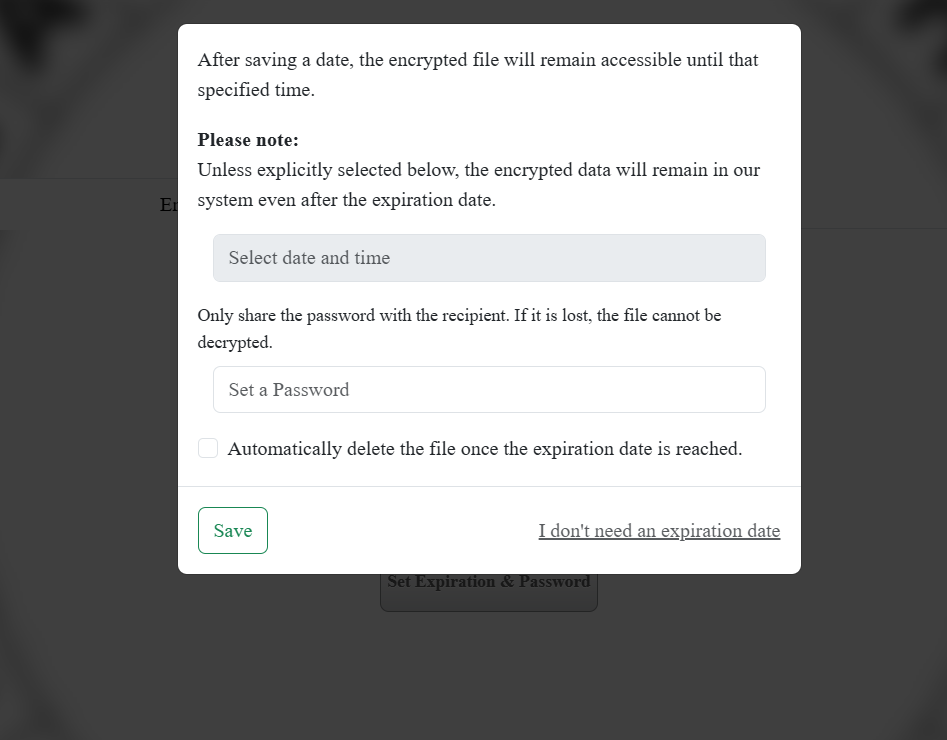 After saving a date, the encrypted file will remain accessible until that
specified time.
Please note:
Unless explicitly selected below, the encrypted data will remain in our
system even after the expiration date.
Select date and time
Only share the password with the recipient. If it is lost, the file cannot be
decrypted.
Set a Password
Automatically delete the file once the expiration date is reached.
Save
I don't need an expiration date
Set Expiration & Password